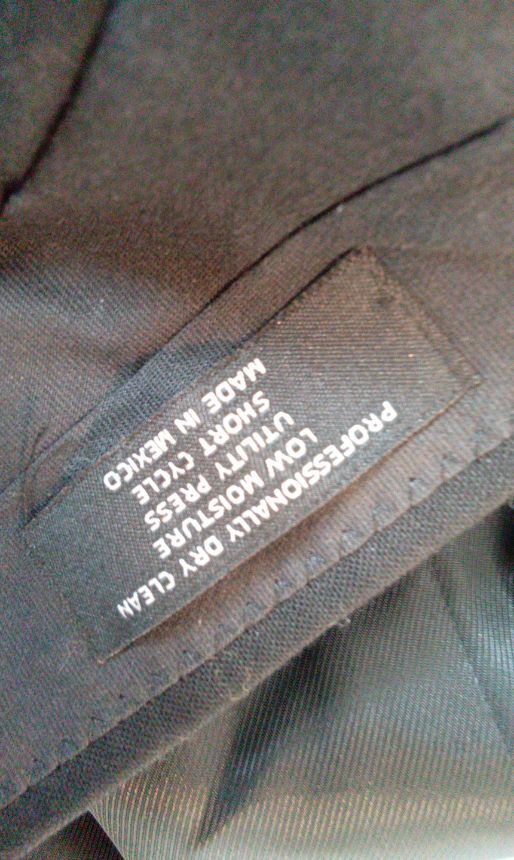 PROFESSIONALLY DRY CLEAN
LOW MOISTURE
UTILITY PRESS
SHORT CYCLE
MADE IN MEXICO